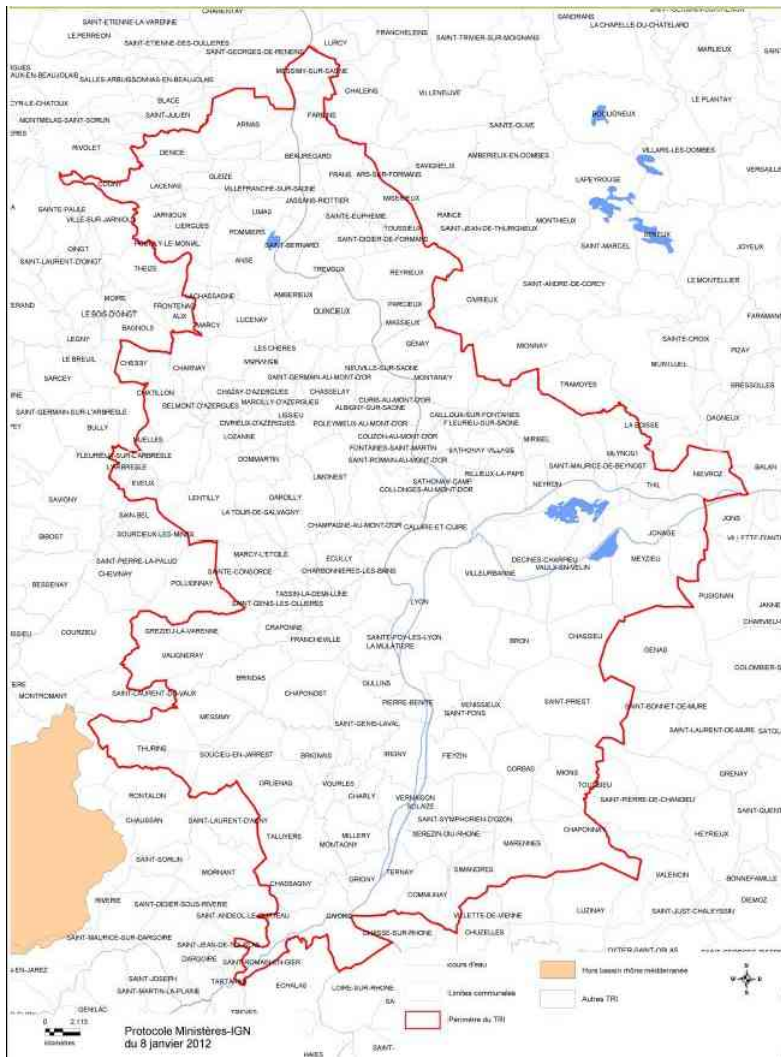 CHARENTAY
SAINT-ETIENNE-LA-VARENNE
LE PERREON
SAINT-ETIENNE-DES-OULLIERES
LURCY
FRANCHELEINS
SAINT-TRIVIER-SUR-MOIGNANS
SANDRANS
LA CHAPELLE-DU-CHATELARD
SAINT-GEORGES-DE-RENEINS
MARLIEUX
SALLES-ARBUISSONNAS-EN-BEAUJOLAIS
CHALEINS
VILLENEUVE
LE PLANTAY
SAINT-JULIEN
ARNAS
FAREINS
SAINTE-OLIVE
BOULIGNEUX
RIVOLET
DENICE
BEAUREGARD
SAVIGNEUX
AMBERIEUX-EN-DOMBES
VILLARS-LES-DOMBES
COGNY
LACENAS
GLEIZE
VILLEFRANCHE-SUR-SAONE
ARS-SUR-FORMANS
LAPEYROUSE
JASSANS-RIOTTIER
MISERIEUX
SAINTE-PAULE
VILLE-SUR-JARNIOUX
JARNIOUX
LIERGUES
LIMAS
SAINTE-EUPHEMIE
RANCE
MONTHIEUX
TOUSSIEUX
SAINT-JEAN-DE-THURIGNEUX
POMMIERS
SAINT-DIDIER-DE-FORMANS
BIRIEUX
OINGT
SAINT-BERNARD
SAINT-MARCEL
JOYEUX
SAINT-LAURENT-D'OINGT
THEIZE
ANSE
TREVOUX
REYRIEUX
LE MONTELLIER
MOIRE
FRONTENAS
LACHASSAGNE
AMBERIEUX
PARCIEUX
CIVRIEUX
SAINT-ANDRE-DE-CORCY
LE BOIS-D'OINGT
ALIX
QUINCIEUX
BAGNOLS
MARCY
LUCENAY
MASSIEUX
LEGNY
GENAY
MIONNAY
SAINTE-CROIX
PIZAY
LE BREUIL
CHESSY
CHARNAY
LES CHERES
NEUVILLE-SUR-SAONE
MONTLUEL
SARCEY
SAINT-GERMAIN-AU-MONT-D'OR
MONTANAY
TRAMOYES
BRESSOLLES
CHATILLON
CHAZAY-D'AZERGUES
CHASSELAY
CURIS-AU-MONT-D'OR
BELMONT-D'AZERGUES
MARCILLY-D'AZERGUES
ALBIGNY-SUR-SAONE
SAINT-GERMAIN-SUR-L'ARBRESLE
LISSIEU
CAILLOUX-SUR-FONTAINES
DAGNEUX
BULLY
CIVRIEUX-D'AZERGUES
POLEYMIEUX-AU-MONT-D'OR
FLEURIEU-SUR-SAONE
LA BOISSE
NUELLES
LOZANNE
COUZON-AU-MONT-D'OR
MIRIBEL
FLEURIEUX-SUR-L'ARBRESLE
FONTAINES-SAINT-MARTIN
SATHONAY-VILLAGE
BEYNOST
L'ARBRESLE
DOMMARTIN
SAINT-ROMAIN-AU-MONT-D'OR
SAINT-MAURICE-DE-BEYNOST
BALAN
EVEUX
LIMONEST
RILLIEUX-LA-PAPE
NIEVROZ
SAVIGNY
LENTILLY
DARDILLY
SATHONAY-CAMP
NEYRON
THIL
COLLONGES-AU-MONT-D'OR
SAIN-BEL
LA TOUR-DE-SALVAGNY
BIBOST
SOURCIEUX-LES-MINES
CHAMPAGNE-AU-MONT-D'OR
CALUIRE-ET-CUIRE
JONAGE
JONS
SAINT-PIERRE-LA-PALUD
MARCY-L'ETOILE
ECULLY
DECINES-CHARPIEU
MEYZIEU
BESSENAY
CHEVINAY
SAINTE-CONSORCE
CHARBONNIERES-LES-BAINS
VILLEURBANNE
VAULX-EN-VELIN
POLLIONNAY
TASSIN-LA-DEMI-LUNE
PUSIGNAN
SAINT-GENIS-LES-OLLIERES
LYON
COURZIEU
GREZIEU-LA-VARENNE
CRAPONNE
FRANCHEVILLE
SAINTE-FOY-LES-LYON
LA MULATIERE
BRON
CHASSIEU
VAUGNERAY
GENAS
BRINDAS
OULLINS
MONTROMANT
SAINT-LAURENT-DE-VAUX
CHAPONOST
PIERRE-BENITE
VENISSIEUX
SAINT-PRIEST
SAINT-BONNET-DE-MURE
MESSIMY
SAINT-FONS
SAINT-GENIS-LAVAL
SAINT-LAURENT-DE-MURE
THURINS
SOUCIEU-EN-JARREST
BRIGNAIS
IRIGNY
FEYZIN
CORBAS
MIONS
GRENAY
ORLIENAS
VOURLES
TOUSSIEU
RONTALON
CHARLY
VERNAISON
SOLAIZE
SAINT-PIERRE-DE-CHANDIEU
CHAUSSAN
SAINT-LAURENT-D'AGNY
SAINT-SYMPHORIEN-D'OZON
TALUYERS
MILLERY
SEREZIN-DU-RHONE
CHAPONNAY
HEYRIEUX
MONTAGNY
MARENNES
SAINT-SORLIN
MORNANT
TERNAY
SIMANDRES
GRIGNY
VALENCIN
BONNEFAMILLE
CHASSAGNY
COMMUNAY
RIVERIE
SAINT-DIDIER-SOUS-RIVERIE
DIEMOZ
SAINT-ANDEOL-LE-CHATEAU
GIVORS
VILLETTE-DE-VIENNE
LUZINAY
SAINT-JUST-CHALEYSSIN
SAINT-MAURICE-SUR-DARGOIRE
CHASSE-SUR-RHONE
CHUZELLES
DARGOIRE
SAINT-ROMAIN-EN-GIER
cours d'eau
Hors bassin rhône méditerranée
SAINT-JOSEPH
SAINT-MARTIN-LA-PLAINE
TARTARAS
ECHALAS
LOIRE-SUR-RHONE
Limites communales
Autres TRI
GENILAC
TREVES
Périmètre du TRI
0 2,115
kilomètres
Protocole Ministères-IGN
du 8 janvier 2012
HAIES
SAINT-